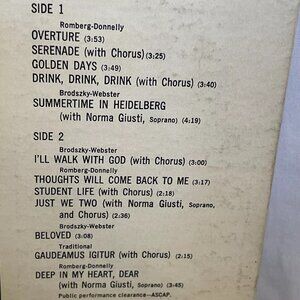 SIDE 1
Romberg-Donnelly
OVERTURE (3:53)
SERENADE (with Chorus) (3:25)
GOLDEN DAYS (3:49)
DRINK, DRINK, DRINK (with Chorus) (3:40)
Brodszky-Webster
SUMMERTIME IN HEIDELBERG
(with Norma Giusti, Soprano) (4:19)
SIDE 2
Brodszky-Webster
I'LL WALK WITH GOD (with Chorus) (3:00)
Romberg-Donnelly
THOUGHTS WILL COME BACK TO ME (3:17)
STUDENT LIFE (with Chorus) (2:18)
JUST WE TWO (with Norma Giusti, Soprano,
and Chorus) (2:36)
Brodszky-Webster
BELOVED (3:08)
Traditional
GAUDEAMUS IGITUR (with Chorus) (2:15)
Romberg-Donnelly
DEEP IN MY HEART, DEAR
(with Norma Giusti, Soprano) (3:45)
Public performance clearance—ASCAP.